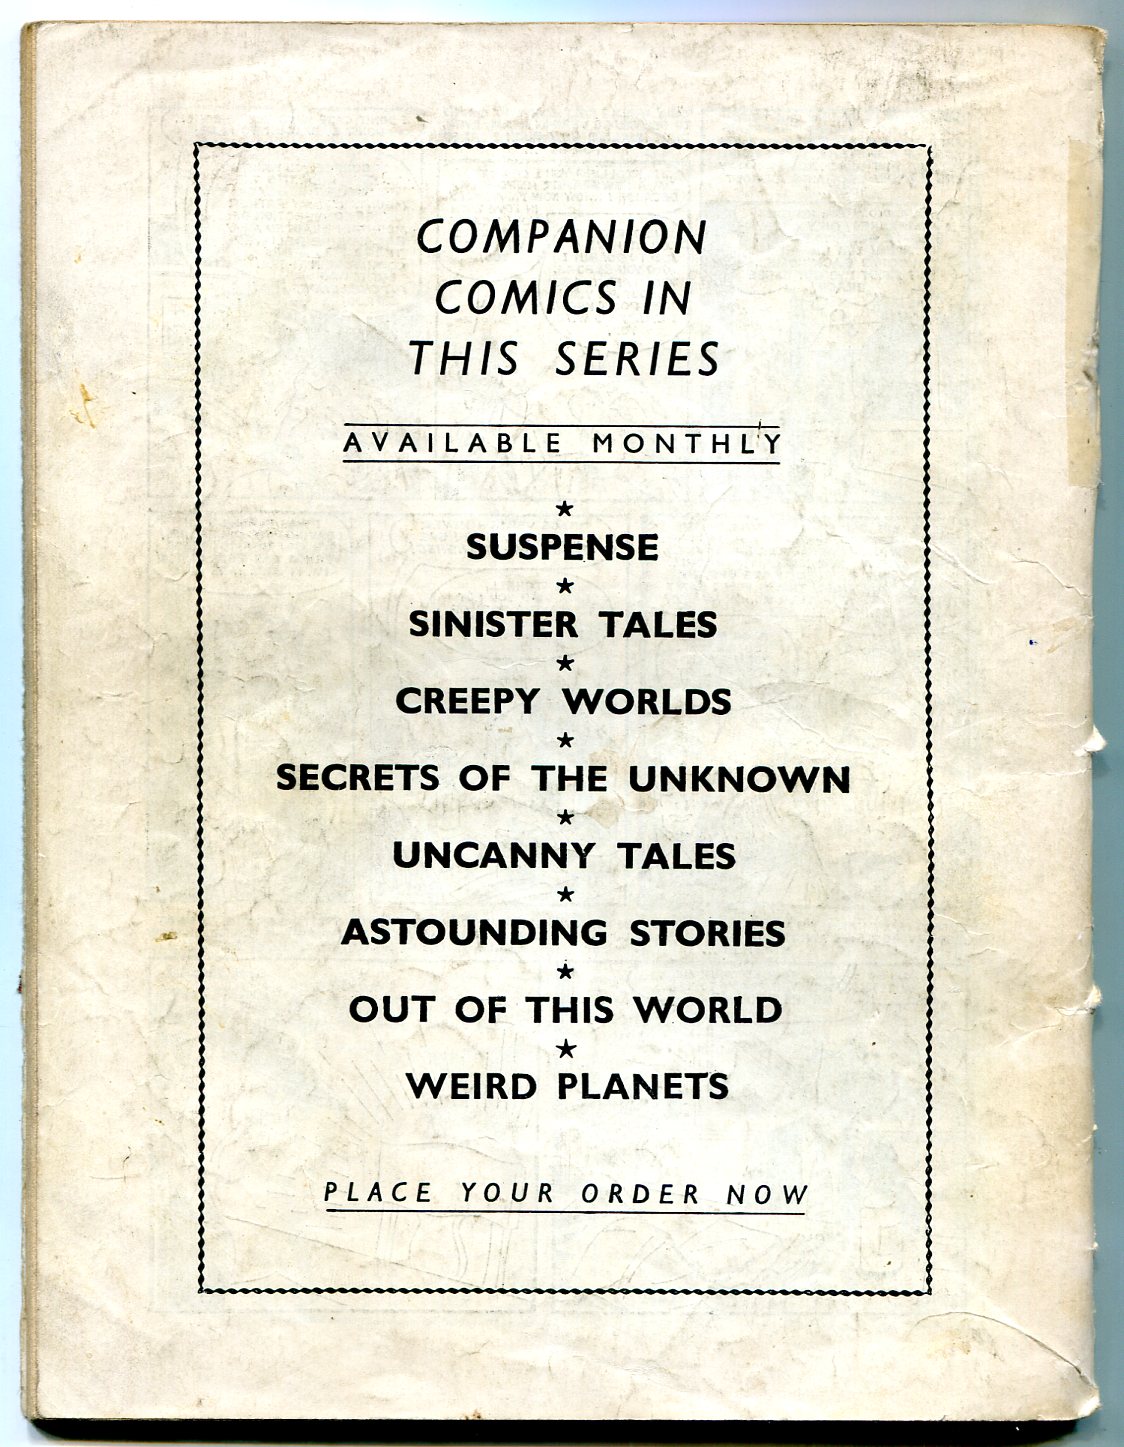 COMPANION
COMICS IN
THIS SERIES
AVAILABLE MONTHLY
★
SUSPENSE
★
SINISTER TALES
★
CREEPY WORLDS
★
SECRETS OF THE UNKNOWN
★
UNCANNY TALES
★
ASTOUNDING STORIES
★
OUT OF THIS WORLD
★
WEIRD PLANETS
PLACE YOUR ORDER NOW